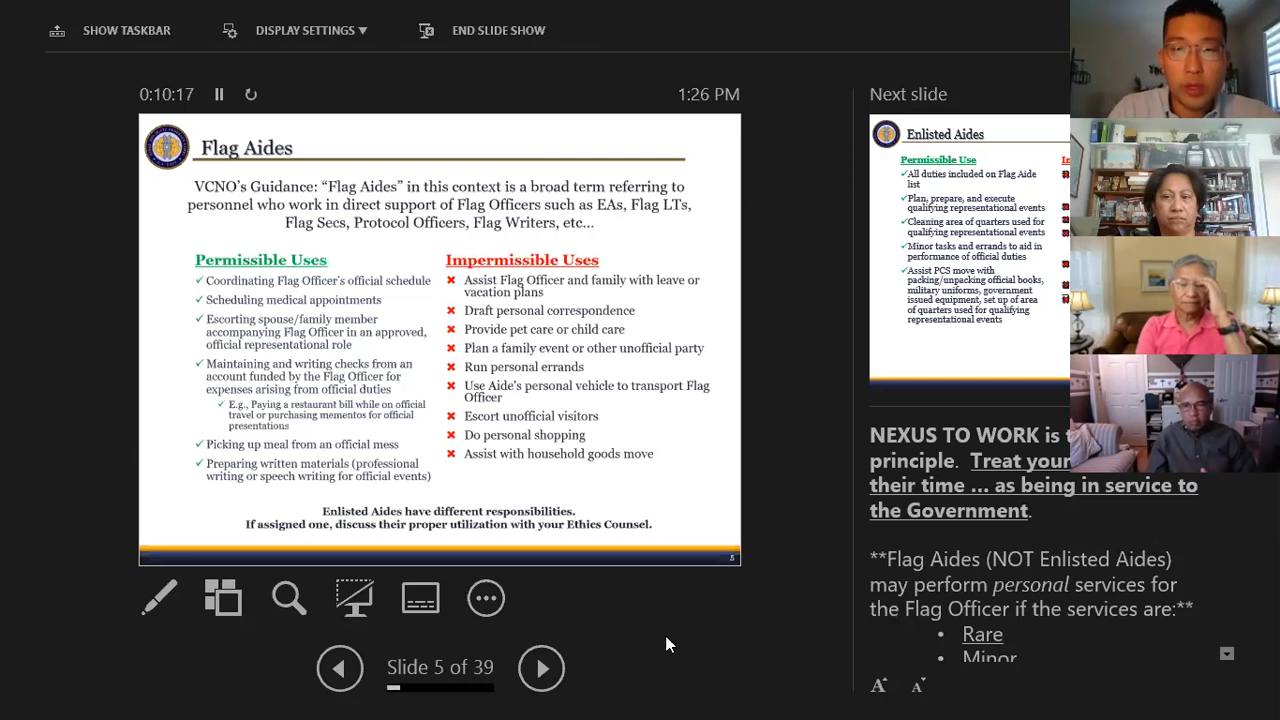 SHOW TASKBAR
DISPLAY SETTINGS
END SLIDE SHOW
0:10:17
1:26 PM
Flag Aides
VCNO's Guidance: "Flag Aides" in this context is a broad term referring to
personnel who work in direct support of Flag Officers such as EAs, Flag LTs,
Flag Secs, Protocol Officers, Flag Writers, etc...
Permissible Uses
Coordinating Flag Officer's official schedule
Scheduling medical appointments
Escorting spouse/family member
accompanying Flag Officer in an approved,
official representational role
Maintaining and writing checks from an
account funded by the Flag Officer for
expenses arising from official duties
E.g., Paying a restaurant bill while on official
travel or purchasing mementos for official
presentations
Picking up meal from an official mess
Preparing written materials (professional
writing or speech writing for official events)
Impermissible Uses
Assist Flag Officer and family with leave or
vacation plans
Draft personal correspondence
Provide pet care or child care
Plan a family event or other unofficial party
Run personal errands
Use Aide's personal vehicle to transport Flag
Officer
Escort unofficial visitors
Do personal shopping
Assist with household goods move
Enlisted Aides have different responsibilities.
If assigned one, discuss their proper utilization with your Ethics Counsel.
5
Slide 5 of 39
Next slide
Enlisted Aides
Permissible Use
All duties included on Flag Aide
list
Plan, prepare, and execute
qualifying representational events
Cleaning area of quarters used for
qualifying representational events
Minor tasks and errands to aid in
performance of official duties
Assist PCS move with
packing/unpacking official books,
military uniforms, government
issued equipment, set up of area
of quarters used for qualifying
representational events
NEXUS TO WORK is
principle. Treat your
their time ... as being in service to
the Government.
**Flag Aides (NOT Enlisted Aides)
may perform personal services for
the Flag Officer if the services are:**
• Rare
• Minor
A A